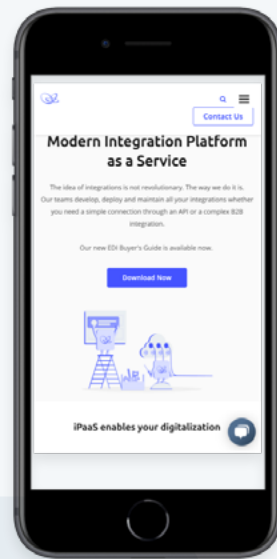 Contact Us
Modern Integration Platform
as a Service
The idea of integrations is not revolutionary. The way we do it is.
Our teams develop, deploy and maintain all your integrations whether
you need a simple connection through an API or a complex B2B
integration.
Our new EDI Buyer's Guide is available now.
Download Now
iPaaS enables your digitalization